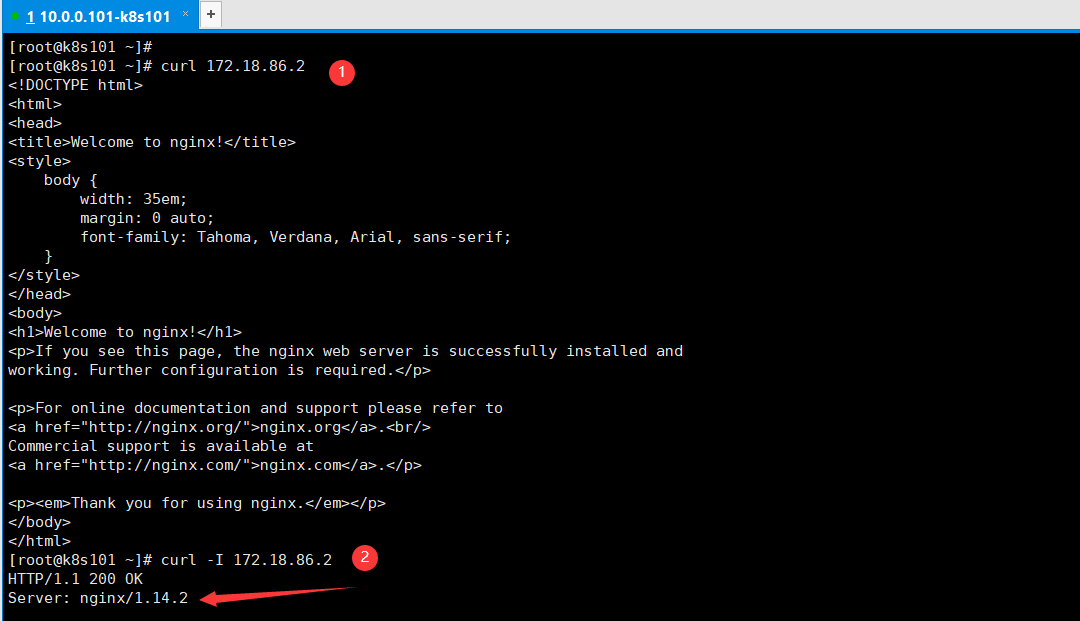 1 10.0.0.101-k8s101 × +
[root@k8s101 ~]#
[root@k8s101 ~]# curl 172.18.86.2 1
<!DOCTYPE html>
<html>
<head>
<title>Welcome to nginx!</title>
<style>
    body {
        width: 35em;
        margin: 0 auto;
        font-family: Tahoma, Verdana, Arial, sans-serif;
    }
</style>
</head>
<body>
<h1>Welcome to nginx!</h1>
<p>If you see this page, the nginx web server is successfully installed and
working. Further configuration is required.</p>

<p>For online documentation and support please refer to
<a href="http://nginx.org/">nginx.org</a>.<br/>
Commercial support is available at
<a href="http://nginx.com/">nginx.com</a>.</p>

<p><em>Thank you for using nginx.</em></p>
</body>
</html>
[root@k8s101 ~]# curl -I 172.18.86.2 2
HTTP/1.1 200 OK
Server: nginx/1.14.2